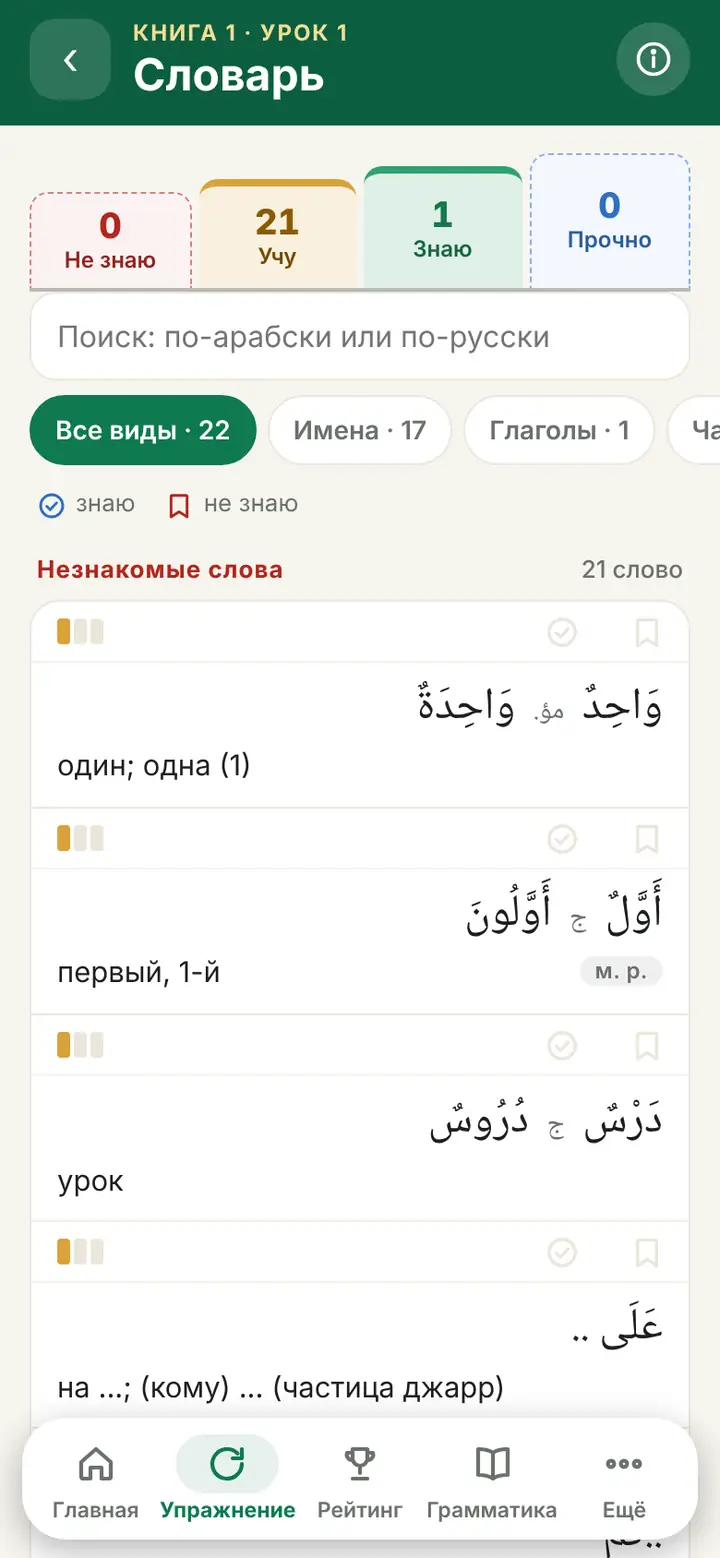 КНИГА 1 · УРОК 1
Словарь
0
Не знаю
21
Учу
1
Знаю
0
Прочно
Поиск: по-арабски или по-русски
Все виды · 22
Имена · 17
Глаголы · 1
Ча
знаю
не знаю
Незнакомые слова
21 слово
وَاحِدٌ مؤ. وَاحِدَةٌ
один; одна (1)
أَوَّلٌ ج أَوَّلُونَ
первый, 1-й
м. р.
دَرْسٌ ج دُرُوسٌ
урок
عَلَى ..
на ...; (кому) ... (частица джарр)
Главная
Упражнение
Рейтинг
Грамматика
Ещё